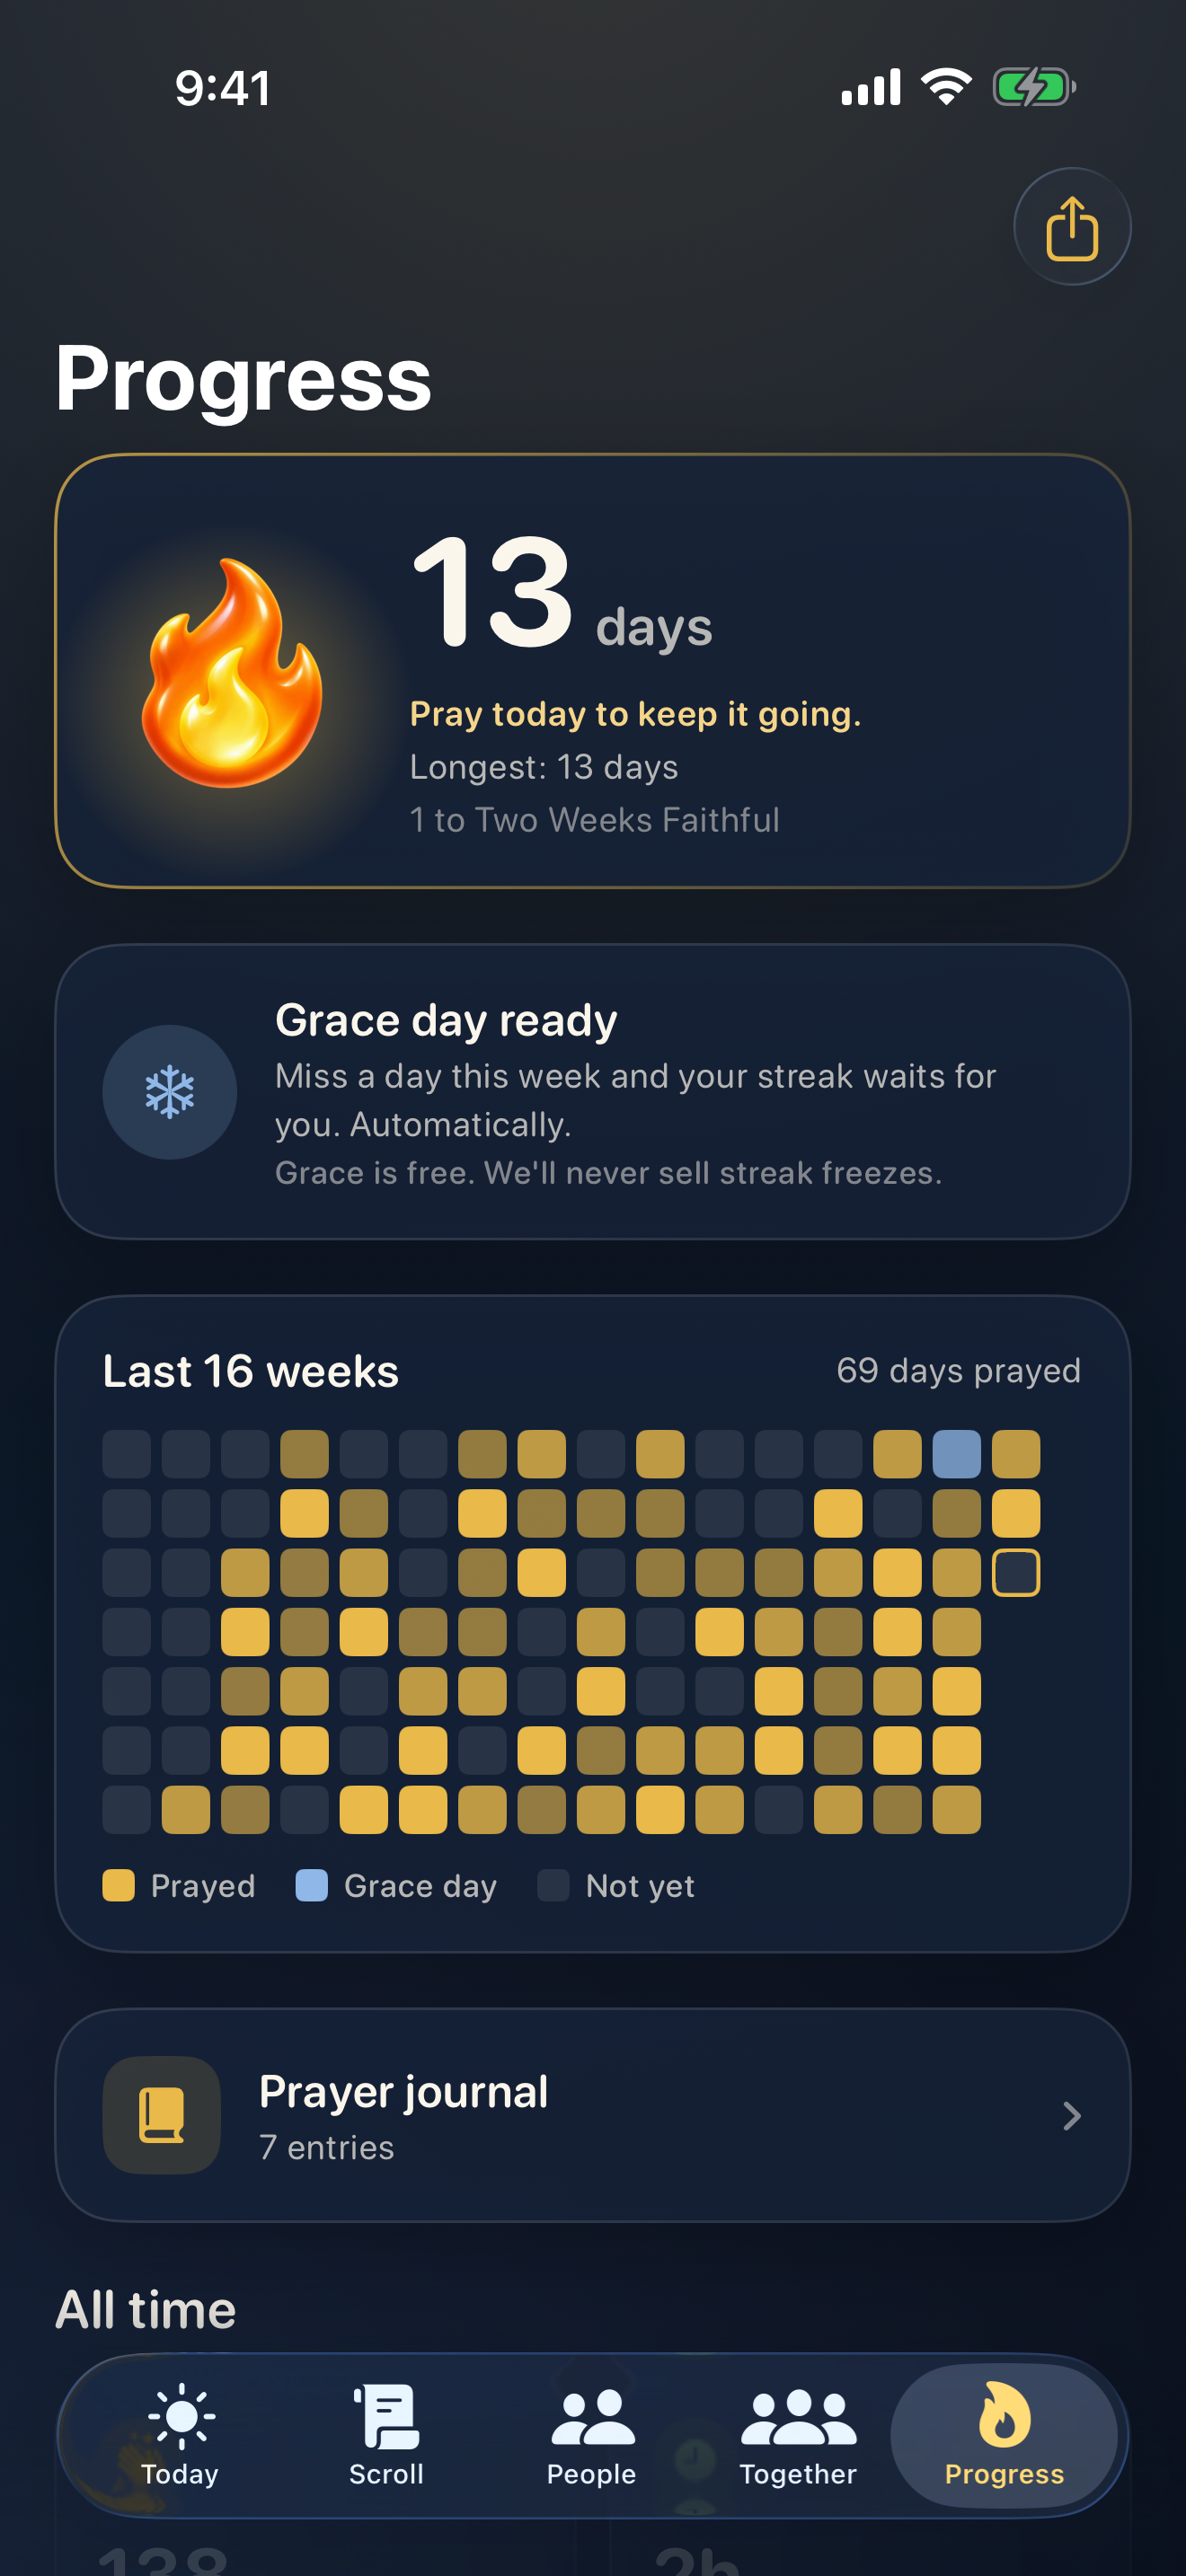 9:41
Progress
13 days
Pray today to keep it going.
Longest: 13 days
1 to Two Weeks Faithful
Grace day ready
Miss a day this week and your streak waits for
you. Automatically.
Grace is free. We'll never sell streak freezes.
Last 16 weeks
69 days prayed
Prayed
Grace day
Not yet
Prayer journal
7 entries
All time
Today
Scroll
People
Together
Progress
138
2h